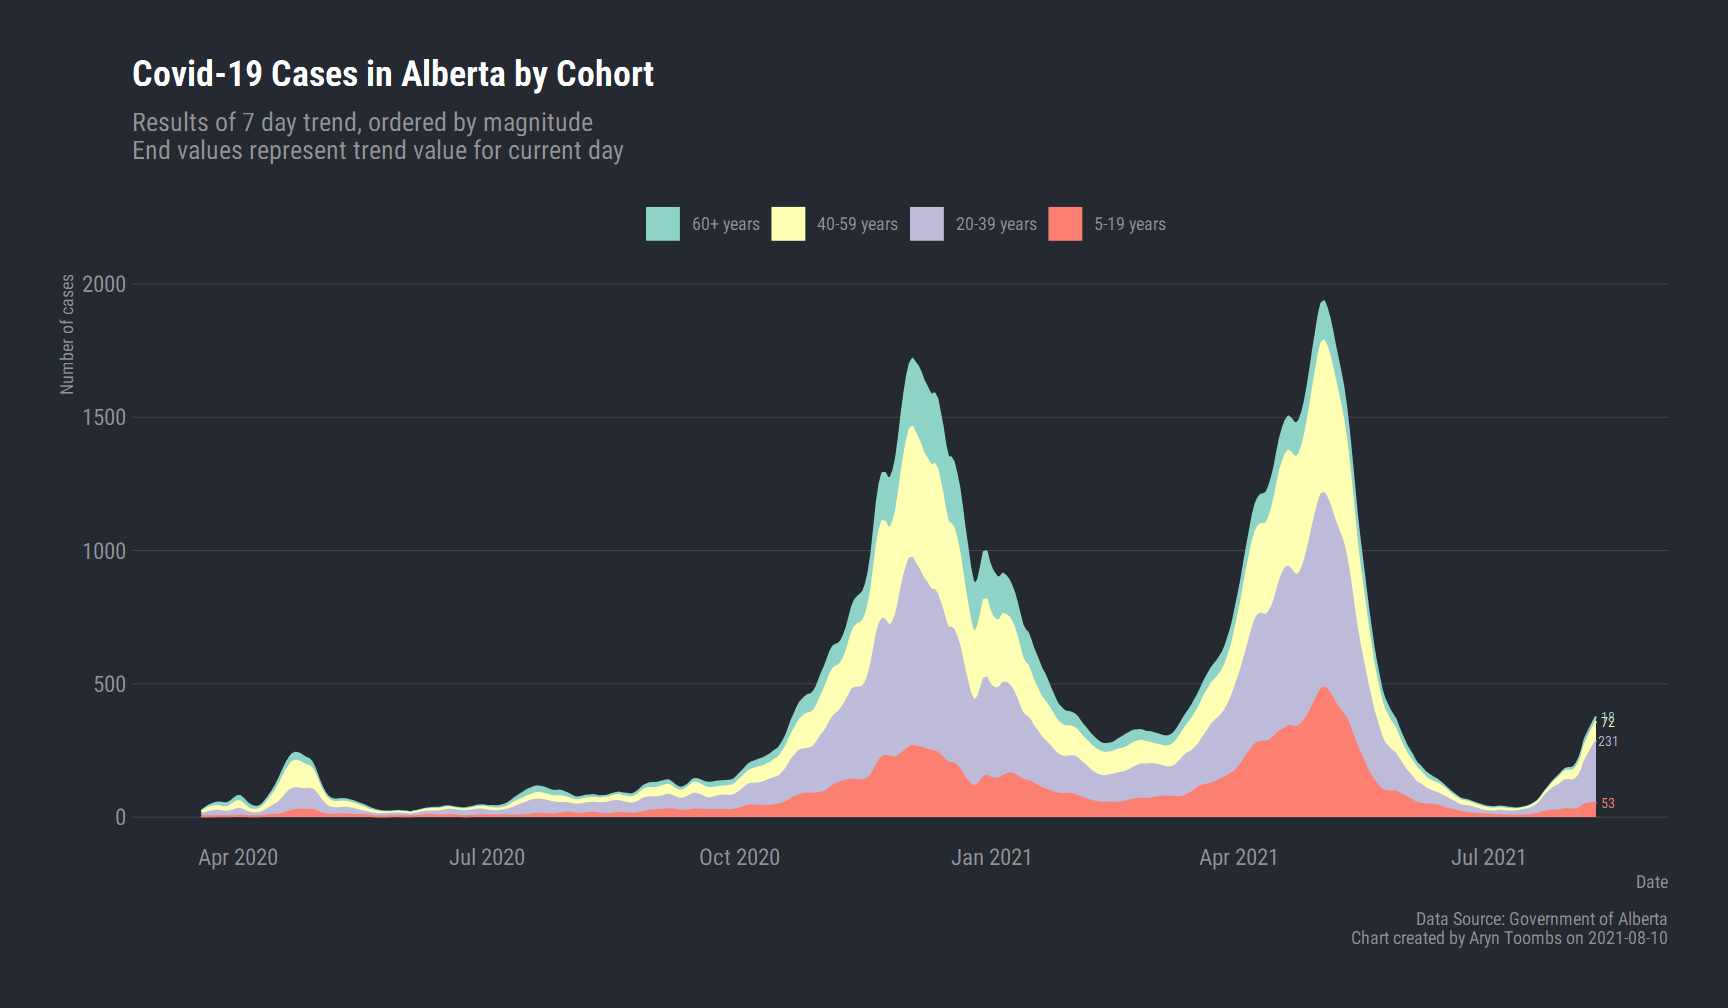 Covid-19 Cases in Alberta by Cohort
Results of 7 day trend, ordered by magnitude
End values represent trend value for current day
60+ years 40-59 years 20-39 years 5-19 years
Number of cases
2000
1500
1000
500
0
18
72
231
53
Apr 2020 Jul 2020 Oct 2020 Jan 2021 Apr 2021 Jul 2021
Date
Data Source: Government of Alberta
Chart created by Aryn Toombs on 2021-08-10